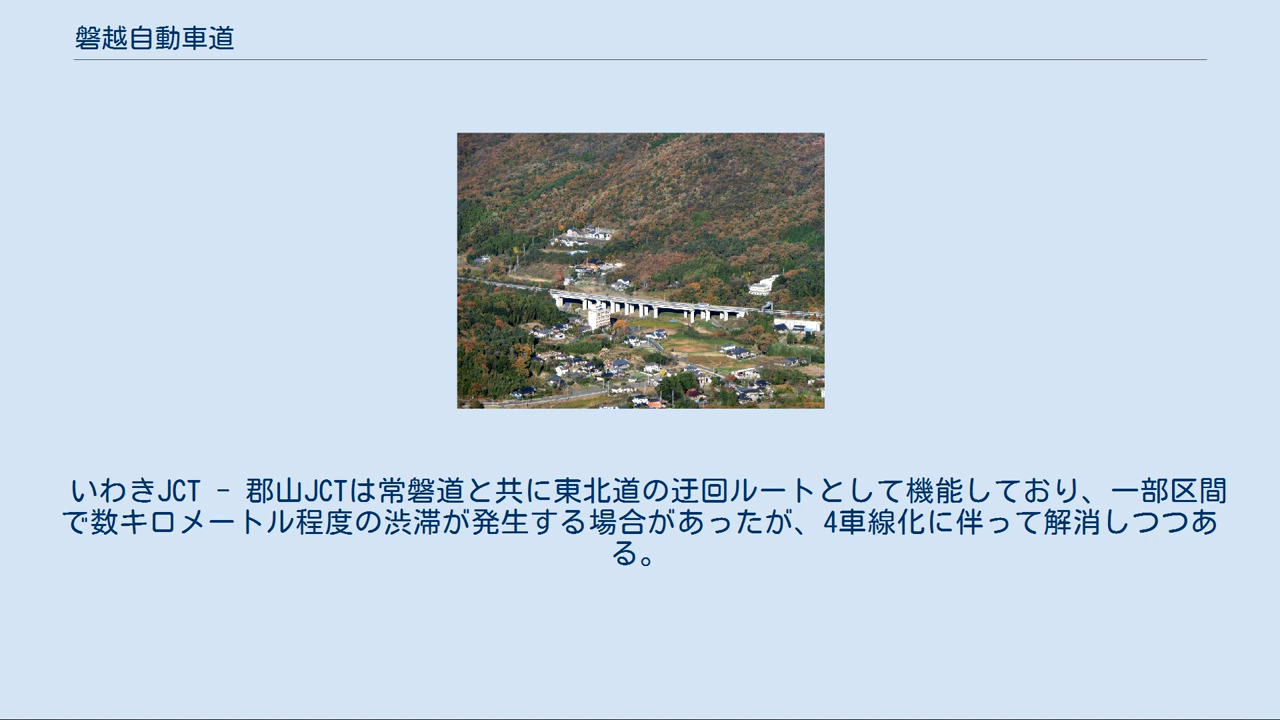 磐越自動車道
いわきJCT - 郡山JCTは常磐道と共に東北道の迂回ルートとして機能しており、一部区間
で数キロメートル程度の渋滞が発生する場合があったが、4車線化に伴って解消しつつあ
る。